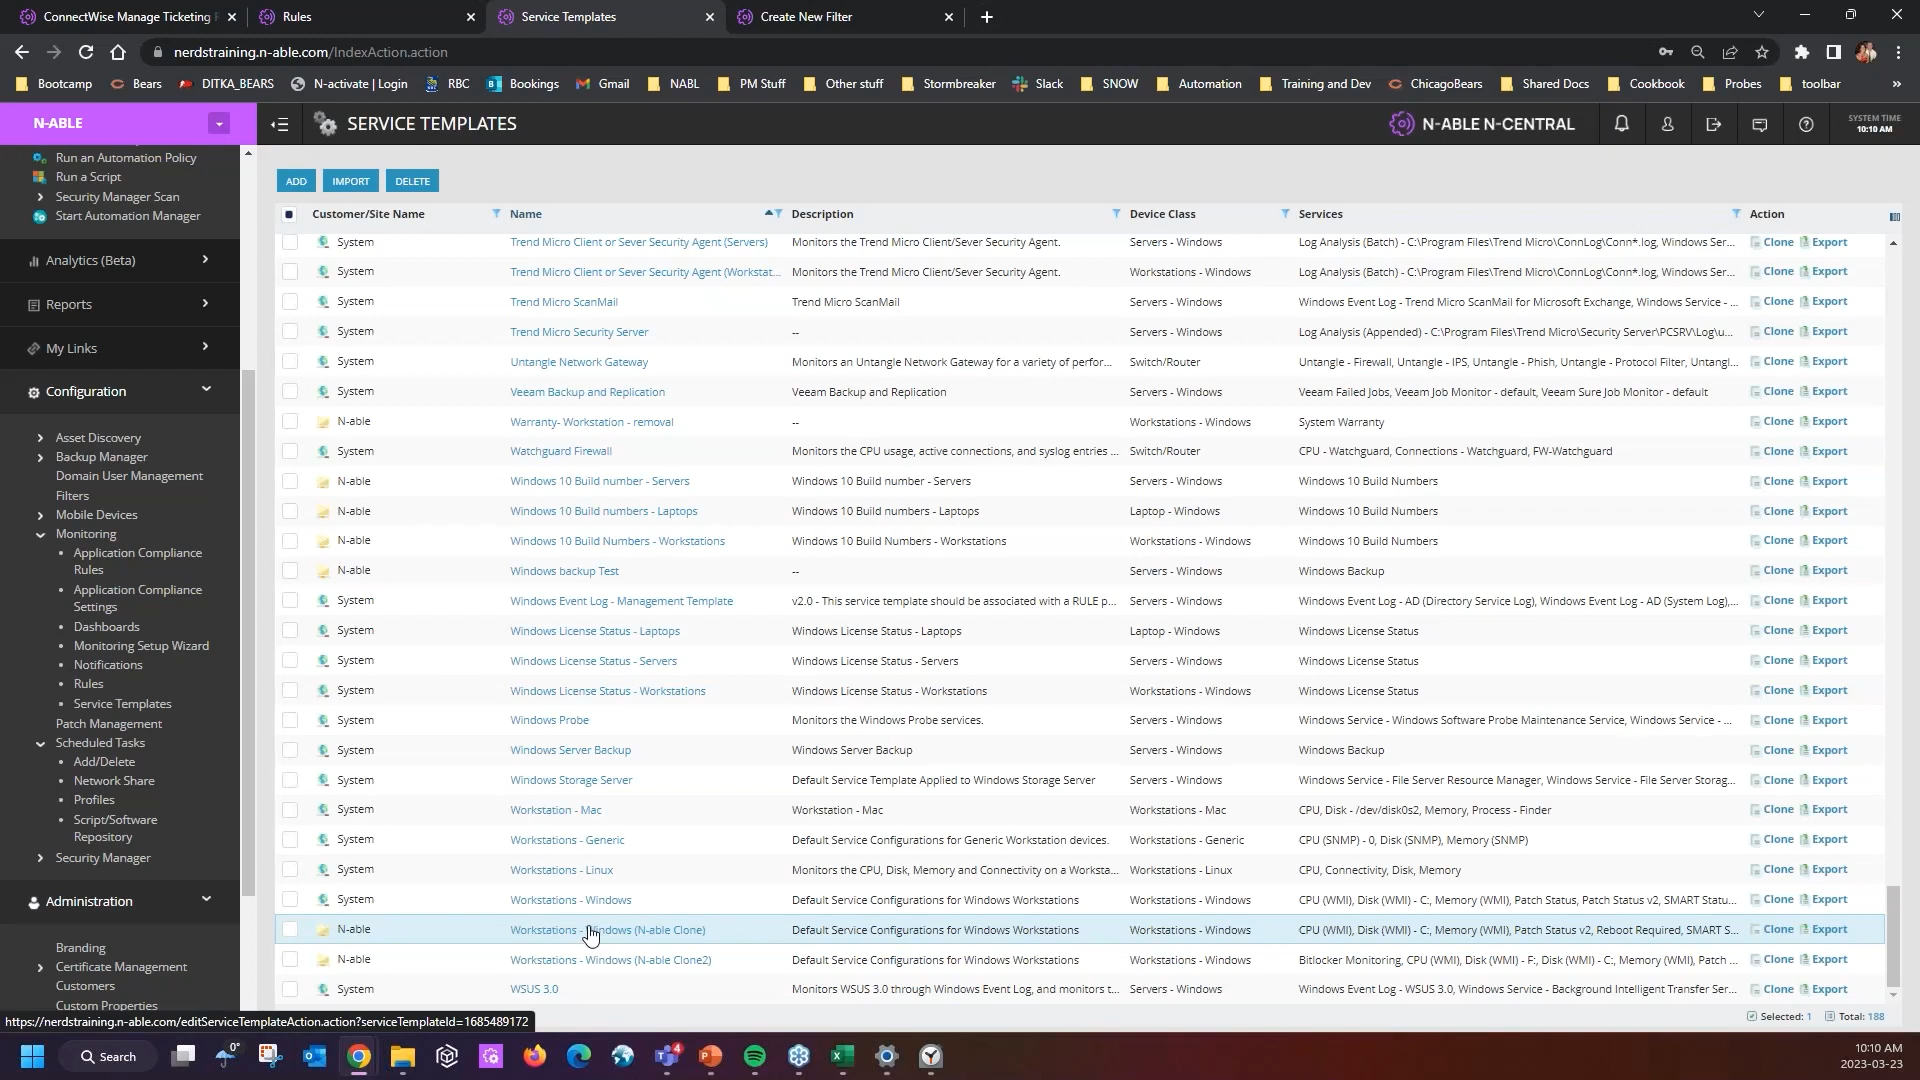 ConnectWise Manage Ticketing
Rules
Service Templates
Create New Filter
nerdstraining.n-able.com/IndexAction.action
Bootcamp
Bears
DITKA_BEARS
N-activate | Login
RBC
Bookings
Gmail
NABL
PM Stuff
Other stuff
Stormbreaker
Slack
SNOW
Automation
Training and Dev
ChicagoBears
Shared Docs
Cookbook
Probes
toolbar
»
N-ABLE
SERVICE TEMPLATES
N-ABLE N-CENTRAL
SYSTEM TIME
10:10 AM
Run an Automation Policy
Run a Script
Security Manager Scan
Start Automation Manager
Analytics (Beta)
Reports
My Links
Configuration
Asset Discovery
Backup Manager
Domain User Management
Filters
Mobile Devices
Monitoring
• Application Compliance
Rules
• Application Compliance
Settings
• Dashboards
• Monitoring Setup Wizard
• Notifications
• Rules
• Service Templates
Patch Management
Scheduled Tasks
• Add/Delete
• Network Share
• Profiles
• Script/Software
Repository
Security Manager
Administration
Branding
Certificate Management
Customers
Custom Properties
ADD IMPORT DELETE
Customer/Site Name Name Description Device Class Services Action
System Trend Micro Client or Sever Security Agent (Servers) Monitors the Trend Micro Client/Sever Security Agent. Servers - Windows Log Analysis (Batch) - C:\Program Files\Trend Micro\ConnLog\Conn*.log, Windows Ser... Clone Export
System Trend Micro Client or Sever Security Agent (Workstat... Monitors the Trend Micro Client/Sever Security Agent. Workstations - Windows Log Analysis (Batch) - C:\Program Files\Trend Micro\ConnLog\Conn*.log, Windows Ser... Clone Export
System Trend Micro ScanMail Trend Micro ScanMail Servers - Windows Windows Event Log - Trend Micro ScanMail for Microsoft Exchange, Windows Service - ... Clone Export
System Trend Micro Security Server -- Servers - Windows Log Analysis (Appended) - C:\Program Files\Trend Micro\Security Server\PCSRV\Log\u... Clone Export
System Untangle Network Gateway Monitors an Untangle Network Gateway for a variety of perfor... Switch/Router Untangle - Firewall, Untangle - IPS, Untangle - Phish, Untangle - Protocol Filter, Untangl... Clone Export
System Veeam Backup and Replication Veeam Backup and Replication Servers - Windows Veeam Failed Jobs, Veeam Job Monitor - default, Veeam Sure Job Monitor - default Clone Export
N-able Warranty- Workstation - removal -- Workstations - Windows System Warranty Clone Export
System Watchguard Firewall Monitors the CPU usage, active connections, and syslog entries ... Switch/Router CPU - Watchguard, Connections - Watchguard, FW-Watchguard Clone Export
N-able Windows 10 Build number - Servers Windows 10 Build number - Servers Servers - Windows Windows 10 Build Numbers Clone Export
N-able Windows 10 Build numbers - Laptops Windows 10 Build numbers - Laptops Laptop - Windows Windows 10 Build Numbers Clone Export
N-able Windows 10 Build Numbers - Workstations Windows 10 Build Numbers - Workstations Workstations - Windows Windows 10 Build Numbers Clone Export
N-able Windows backup Test -- Servers - Windows Windows Backup Clone Export
System Windows Event Log - Management Template v2.0 - This service template should be associated with a RULE p... Servers - Windows Windows Event Log - AD (Directory Service Log), Windows Event Log - AD (System Log),... Clone Export
System Windows License Status - Laptops Windows License Status - Laptops Laptop - Windows Windows License Status Clone Export
System Windows License Status - Servers Windows License Status - Servers Servers - Windows Windows License Status Clone Export
System Windows License Status - Workstations Windows License Status - Workstations Workstations - Windows Windows License Status Clone Export
System Windows Probe Monitors the Windows Probe services. Servers - Windows Windows Service - Windows Software Probe Maintenance Service, Windows Service - ... Clone Export
System Windows Server Backup Windows Server Backup Servers - Windows Windows Backup Clone Export
System Windows Storage Server Default Service Template Applied to Windows Storage Server Servers - Windows Windows Service - File Server Resource Manager, Windows Service - File Server Storag... Clone Export
System Workstation - Mac Workstation - Mac Workstations - Mac CPU, Disk - /dev/disk0s2, Memory, Process - Finder Clone Export
System Workstations - Generic Default Service Configurations for Generic Workstation devices. Workstations - Generic CPU (SNMP) - 0, Disk (SNMP), Memory (SNMP) Clone Export
System Workstations - Linux Monitors the CPU, Disk, Memory and Connectivity on a Worksta... Workstations - Linux CPU, Connectivity, Disk, Memory Clone Export
System Workstations - Windows Default Service Configurations for Windows Workstations Workstations - Windows CPU (WMI), Disk (WMI) - C:, Memory (WMI), Patch Status, Patch Status v2, SMART Statu... Clone Export
N-able Workstations - Windows (N-able Clone) Default Service Configurations for Windows Workstations Workstations - Windows CPU (WMI), Disk (WMI) - C:, Memory (WMI), Patch Status v2, Reboot Required, SMART S... Clone Export
N-able Workstations - Windows (N-able Clone2) Default Service Configurations for Windows Workstations Workstations - Windows Bitlocker Monitoring, CPU (WMI), Disk (WMI) - F:, Disk (WMI) - C:, Memory (WMI), Patch ... Clone Export
System WSUS 3.0 Monitors WSUS 3.0 through Windows Event Log, and monitors t... Servers - Windows Windows Event Log - WSUS 3.0, Windows Service - Background Intelligent Transfer Ser... Clone Export
Selected: 1 Total: 188
https://nerdstraining.n-able.com/editServiceTemplateAction.action?serviceTemplateId=1685489172
Search
0°
4
10:10 AM
2023-03-23